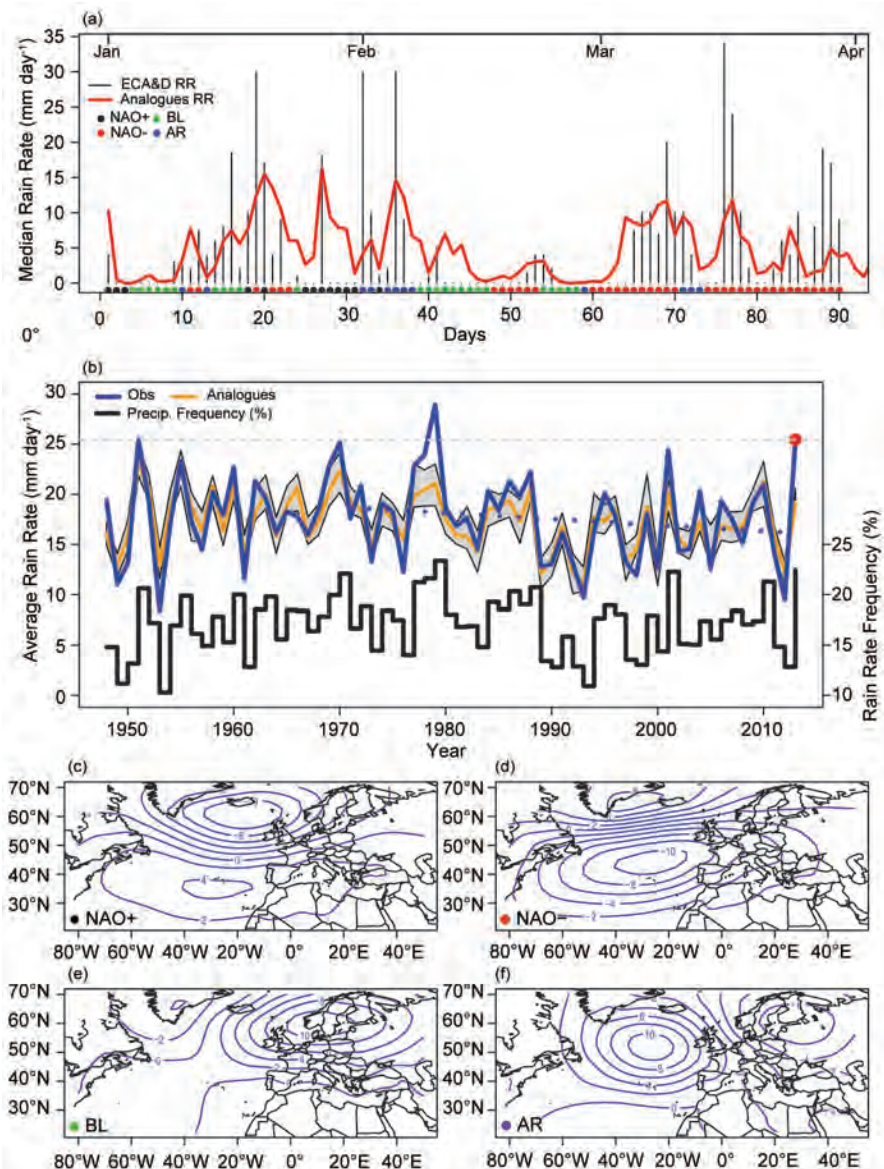 (a)
Jan Feb Mar Apr
35
30
25
20
15
10
5
0
Median Rain Rate (mm day⁻¹)
ECA&D RR
Analogues RR
NAO+ BL
NAO- AR
0 10 20 30 40 50 60 70 80 90
Days
0°
(b)
30
25
20
15
10
5
0
Average Rain Rate (mm day⁻¹)
Obs Analogues
Precip. Frequency (%)
25
20
15
10
Rain Rate Frequency (%)
1950 1960 1970 1980 1990 2000 2010
Year
(c) (d)
70°N 70°N
60°N 60°N
50°N 50°N
40°N 40°N
30°N 30°N
NAO+ NAO=
80°W 60°W 40°W 20°W 0° 20°E 40°E 80°W 60°W 40°W 20°W 0° 20°E 40°E
(e) (f)
70°N 70°N
60°N 60°N
50°N 50°N
40°N 40°N
30°N 30°N
BL AR
80°W 60°W 40°W 20°W 0° 20°E 40°E 80°W 60°W 40°W 20°W 0° 20°E 40°E